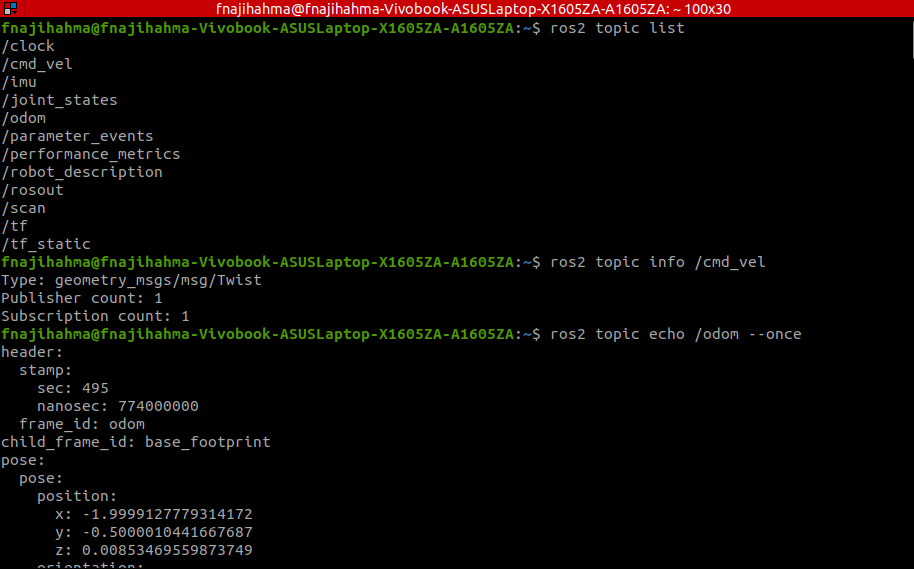 fnajihahma@fnajihahma-Vivobook-ASUSLaptop-X1605ZA-A1605ZA: ~ 100x30
fnajihahma@fnajihahma-Vivobook-ASUSLaptop-X1605ZA-A1605ZA:~$ ros2 topic list
/clock
/cmd_vel
/imu
/joint_states
/odom
/parameter_events
/performance_metrics
/robot_description
/rosout
/scan
/tf
/tf_static
fnajihahma@fnajihahma-Vivobook-ASUSLaptop-X1605ZA-A1605ZA:~$ ros2 topic info /cmd_vel
Type: geometry_msgs/msg/Twist
Publisher count: 1
Subscription count: 1
fnajihahma@fnajihahma-Vivobook-ASUSLaptop-X1605ZA-A1605ZA:~$ ros2 topic echo /odom --once
header:
  stamp:
    sec: 495
    nanosec: 774000000
  frame_id: odom
child_frame_id: base_footprint
pose:
  pose:
    position:
      x: -1.9999127779314172
      y: -0.5000010441667687
      z: 0.00853469559873749
    orientation: